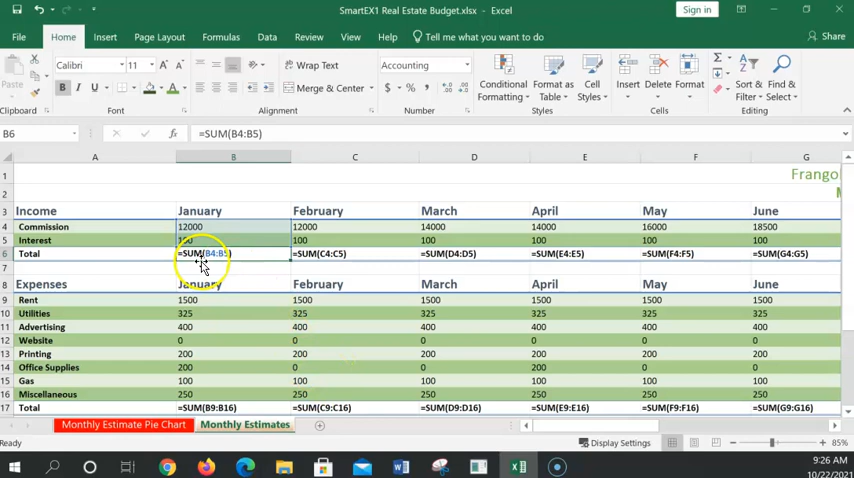 SmartEX1 Real Estate Budget.xlsx - Excel
Sign in
File Home Insert Page Layout Formulas Data Review View Help Tell me what you want to do Share
Paste
Calibri 11 A A
B I U A
Wrap Text
Merge & Center
Accounting
$ % 9
Conditional Formatting
Format as Table
Cell Styles
Insert Delete Format
Sort & Filter
Find & Select
Clipboard Font Alignment Number Styles Cells Editing
B6 fx =SUM(B4:B5)
A B C D E F G
1 Frangol
2 M
3 Income January February March April May June
4 Commission 12000 12000 14000 14000 16000 18500
5 Interest 100 100 100 100 100 100
6 Total =SUM(B4:B5) =SUM(C4:C5) =SUM(D4:D5) =SUM(E4:E5) =SUM(F4:F5) =SUM(G4:G5)
7
8 Expenses January February March April May June
9 Rent 1500 1500 1500 1500 1500 1500
10 Utilities 325 325 325 325 325 325
11 Advertising 400 400 400 400 400 400
12 Website 0 0 0 0 0 0
13 Printing 200 200 200 200 200 200
14 Office Supplies 200 0 0 200 0 0
15 Gas 100 100 100 100 100 100
16 Miscellaneous 250 250 250 250 250 250
17 Total =SUM(B9:B16) =SUM(C9:C16) =SUM(D9:D16) =SUM(E9:E16) =SUM(F9:F16) =SUM(G9:G16)
Monthly Estimate Pie Chart Monthly Estimates
Ready Display Settings 85%
9:26 AM
10/22/2021